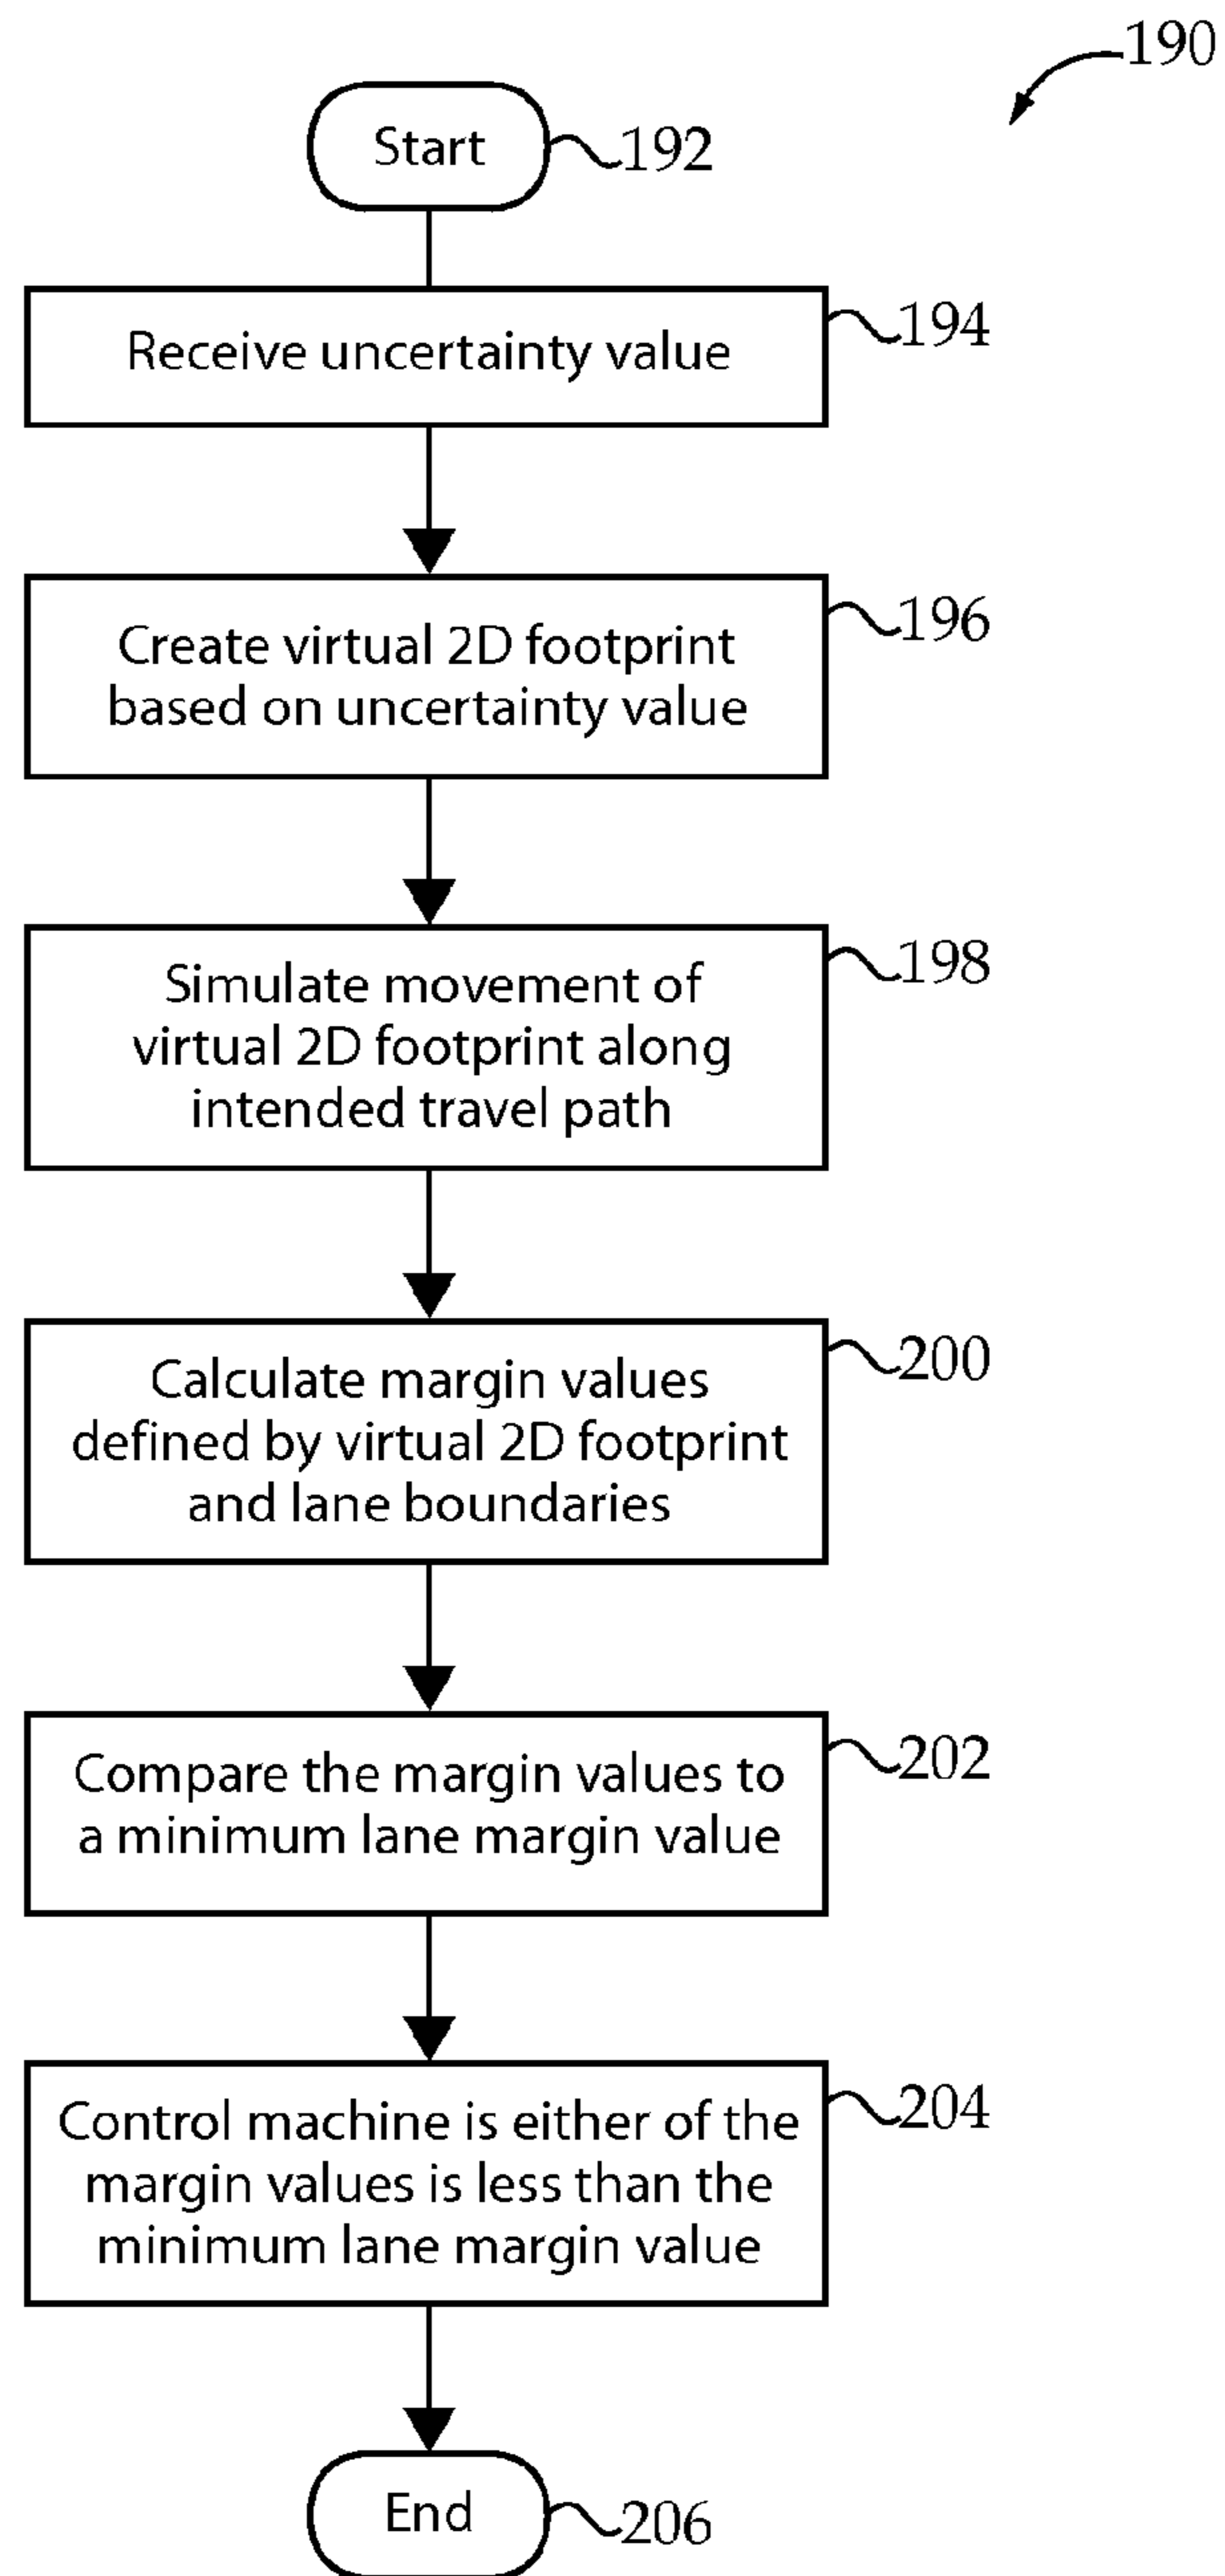 190
Start
192
Receive uncertainty value
194
Create virtual 2D footprint
based on uncertainty value
196
Simulate movement of
virtual 2D footprint along
intended travel path
198
Calculate margin values
defined by virtual 2D footprint
and lane boundaries
200
Compare the margin values to
a minimum lane margin value
202
Control machine is either of the
margin values is less than the
minimum lane margin value
204
End
206